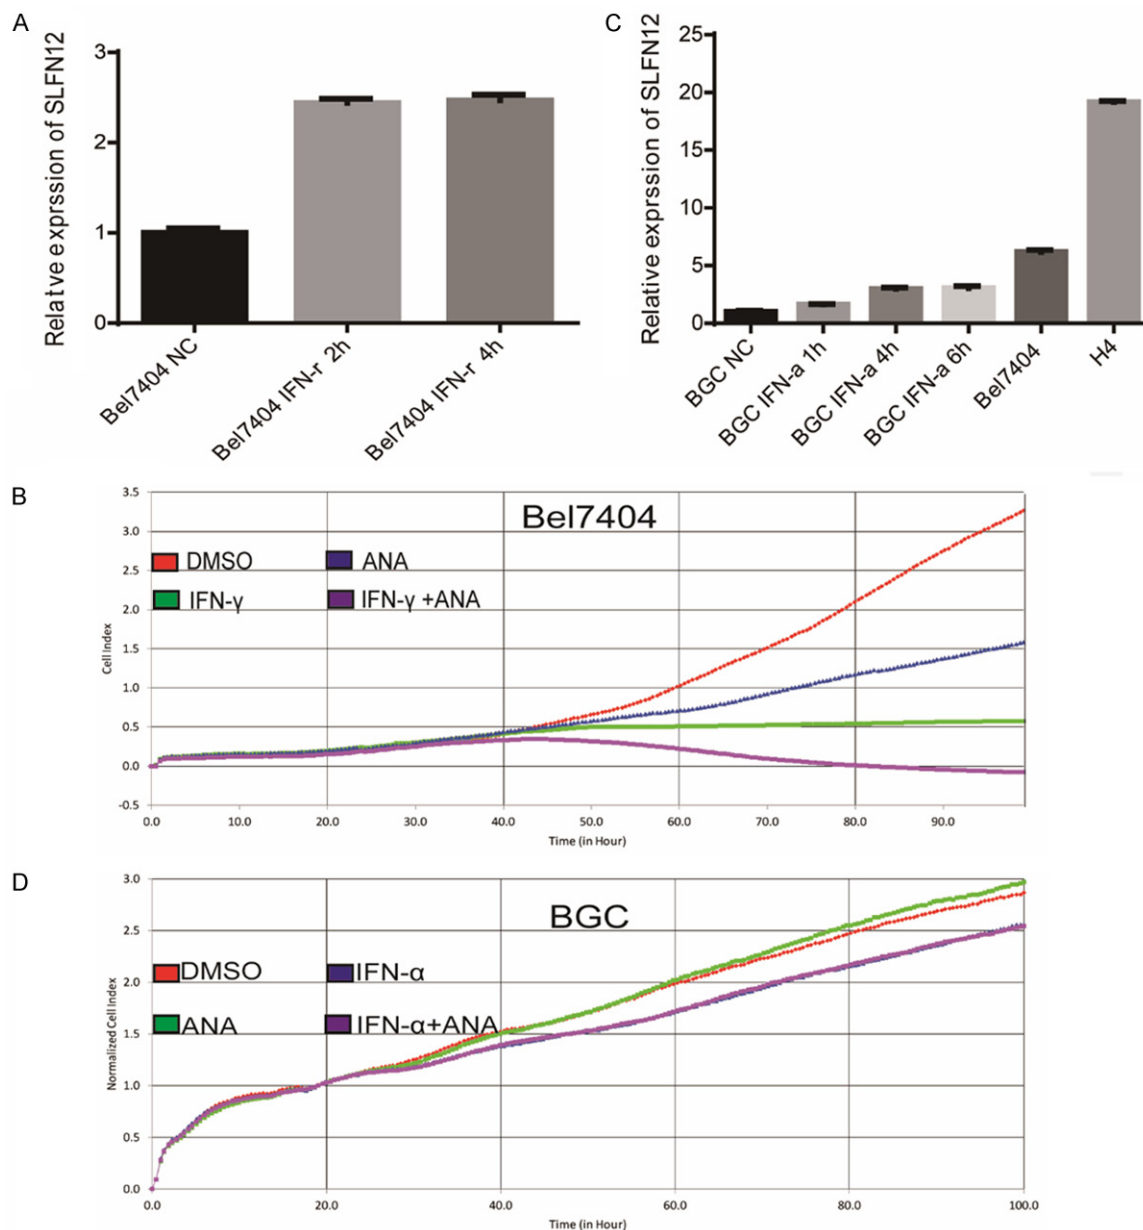 A
Relative exprssion of SLFN12
3
2
1
0
Bel7404 NC
Bel7404 IFN-r 2h
Bel7404 IFN-r 4h
C
Relative exprssion of SLFN12
25
20
15
10
5
0
BGC NC
BGC IFN-a 1h
BGC IFN-a 4h
BGC IFN-a 6h
Bel7404
H4
B
Bel7404
DMSO
ANA
IFN-γ
IFN-γ +ANA
Cell Index
3.5
3.0
2.5
2.0
1.5
1.0
0.5
0.0
-0.5
0.0 10.0 20.0 30.0 40.0 50.0 60.0 70.0 80.0 90.0
Time (in Hour)
D
BGC
DMSO
IFN-α
ANA
IFN-α+ANA
Normalized Cell Index
3.0
2.5
2.0
1.5
1.0
0.5
0.0
0.0 20.0 40.0 60.0 80.0 100.0
Time (in Hour)